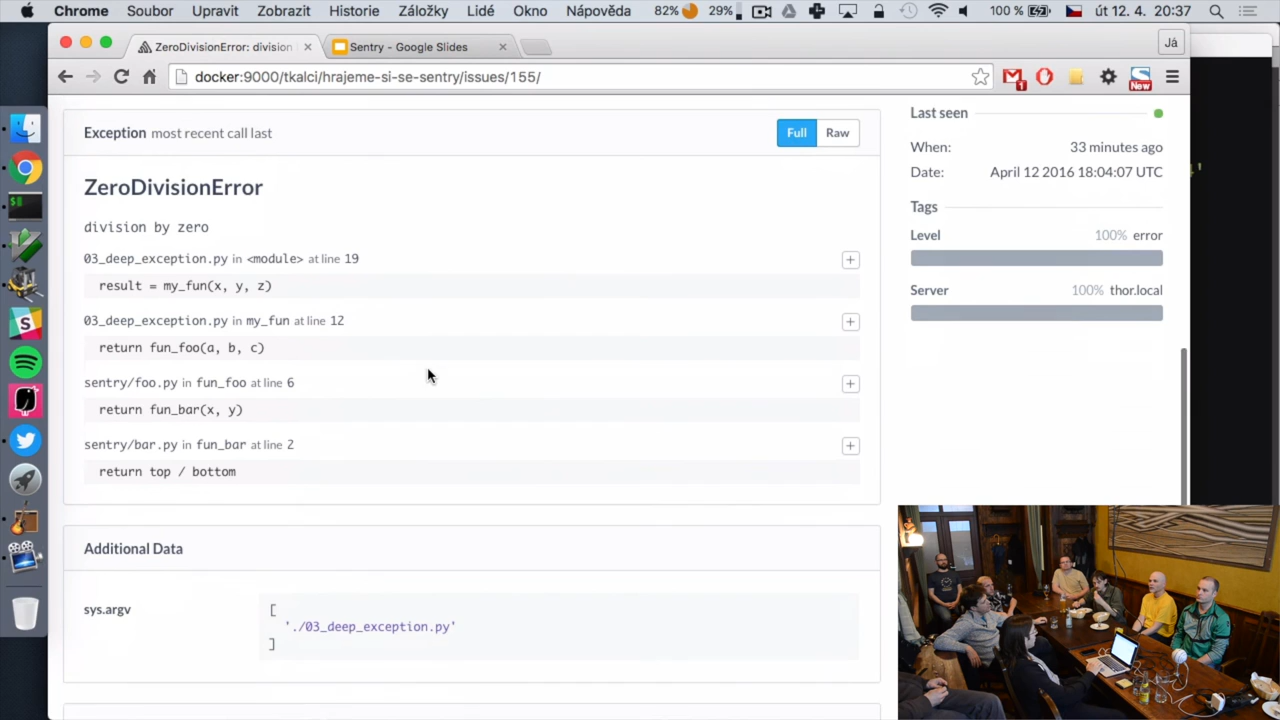 Chrome Soubor Upravit Zobrazit Historie Záložky Lidé Okno Nápověda 82% 29% 100 % út 12. 4. 20:37
ZeroDivisionError: division
Sentry - Google Slides
Já
docker:9000/tkalci/hrajeme-si-se-sentry/issues/155/
1
New
Exception most recent call last
Full
Raw
ZeroDivisionError
division by zero
03_deep_exception.py in <module> at line 19
result = my_fun(x, y, z)
03_deep_exception.py in my_fun at line 12
return fun_foo(a, b, c)
sentry/foo.py in fun_foo at line 6
return fun_bar(x, y)
sentry/bar.py in fun_bar at line 2
return top / bottom
Additional Data
sys.argv
[
'./03_deep_exception.py'
]
Last seen
When: 33 minutes ago
Date: April 12 2016 18:04:07 UTC
Tags
Level 100% error
Server 100% thor.local